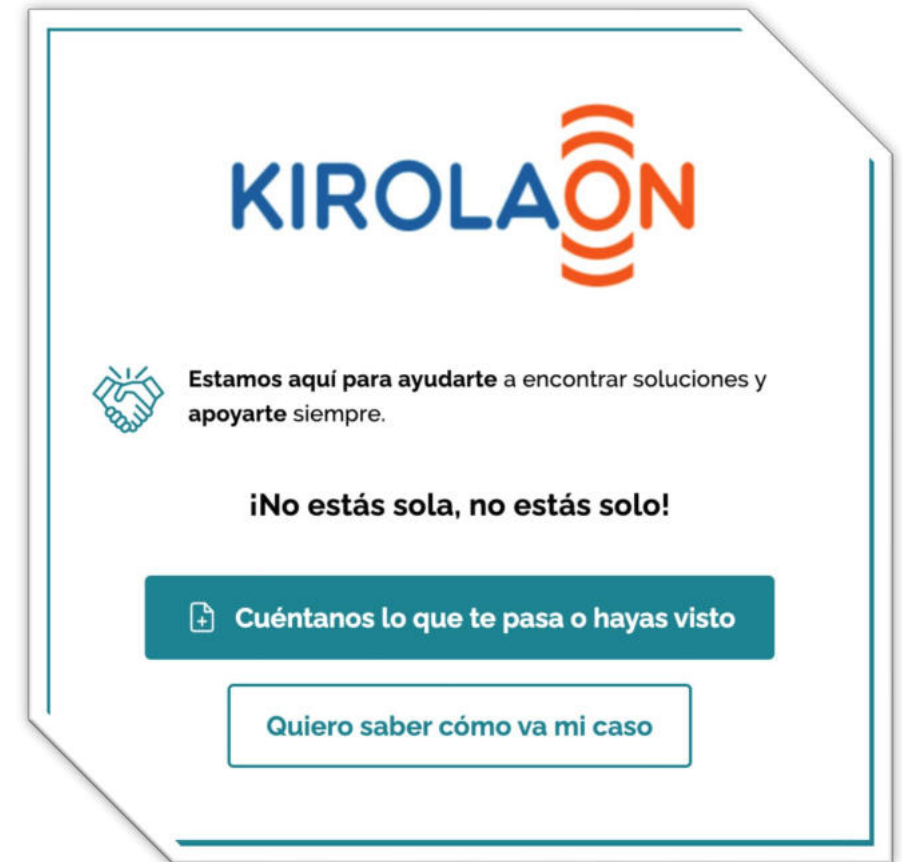 KIROLAON
Estamos aquí para ayudarte a encontrar soluciones y
apoyarte siempre.
¡No estás sola, no estás solo!
Cuéntanos lo que te pasa o hayas visto
Quiero saber cómo va mi caso